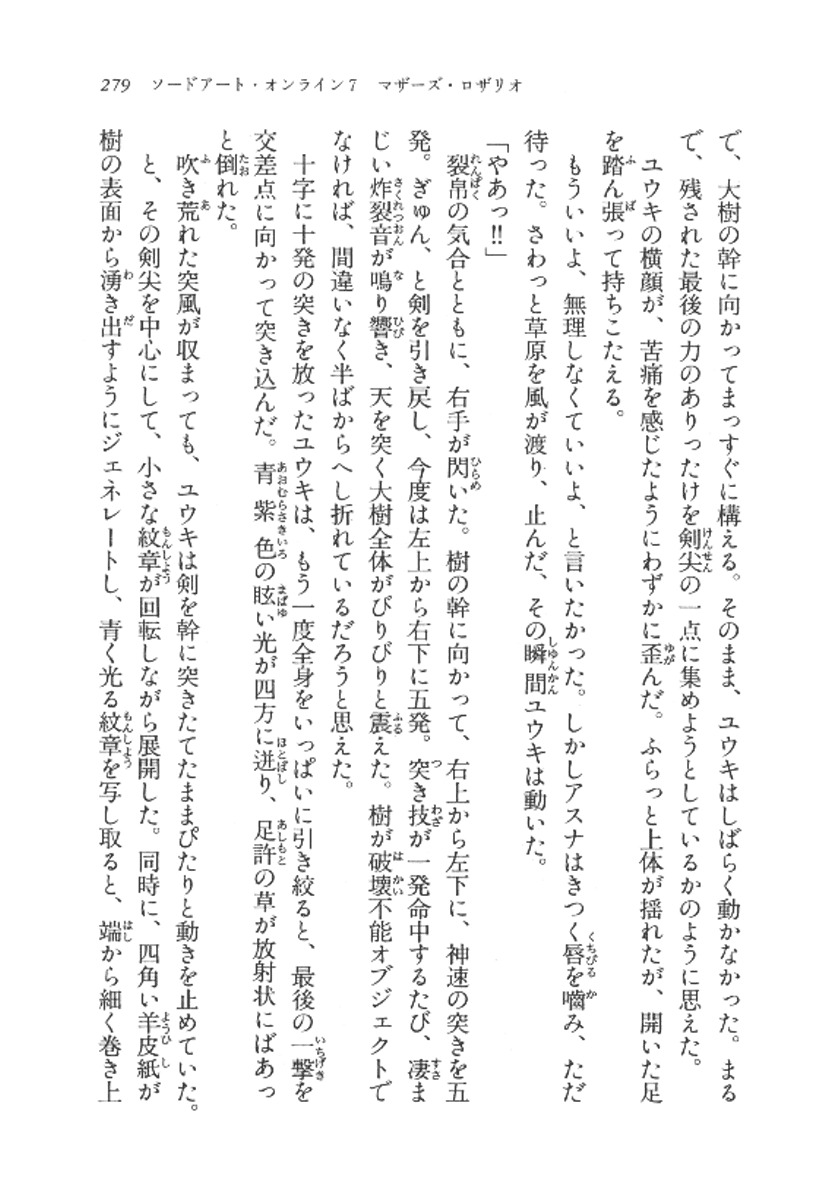 279　ソードアート・オンライン7　マザーズ・ロザリオ
で、大樹の幹に向かってまっすぐに構える。そのまま、ユウキはしばらく動かなかった。まる
で、残された最後の力のありったけを剣尖の一点に集めようとしているかのように思えた。
　ユウキの横顔が、苦痛を感じたようにわずかに歪んだ。ふらっと上体が揺れたが、開いた足
を踏ん張って持ちこたえる。
　もういいよ、無理しなくていいよ、と言いたかった。しかしアスナはきつく唇を嚙み、ただ
待った。さわっと草原を風が渡り、止んだ、その瞬間ユウキは動いた。
「やあっ!!」
　裂帛の気合とともに、右手が閃いた。樹の幹に向かって、右上から左下に、神速の突きを五
発。ぎゅん、と剣を引き戻し、今度は左上から右下に五発。突き技が一発命中するたび、凄ま
じい炸裂音が鳴り響き、天を突く大樹全体がびりびりと震えた。樹が破壊不能オブジェクトで
なければ、間違いなく半ばからへし折れているだろうと思えた。
　十字に十発の突きを放ったユウキは、もう一度全身をいっぱいに引き絞ると、最後の一撃を
交差点に向かって突き込んだ。青紫色の眩い光が四方に迸り、足許の草が放射状にばあっ
と倒れた。
　吹き荒れた突風が収まっても、ユウキは剣を幹に突きたてたままぴたりと動きを止めていた。
　と、その剣尖を中心にして、小さな紋章が回転しながら展開した。同時に、四角い羊皮紙が
樹の表面から湧き出すようにジェネレートし、青く光る紋章を写し取ると、端から細く巻き上